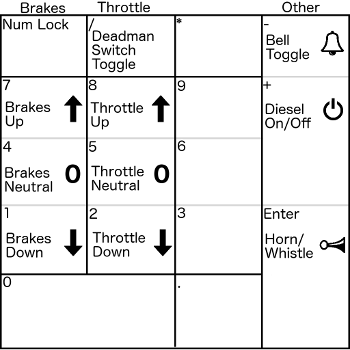 Brakes Throttle Other
Num Lock / * -
Deadman
Switch
Toggle
Bell
Toggle
7 8 9 +
Brakes
Up
Throttle
Up
Diesel
On/Off
4 5 6
Brakes
Neutral
0
Throttle
Neutral
0
1 2 3 Enter
Brakes
Down
Throttle
Down
Horn/
Whistle
0 .